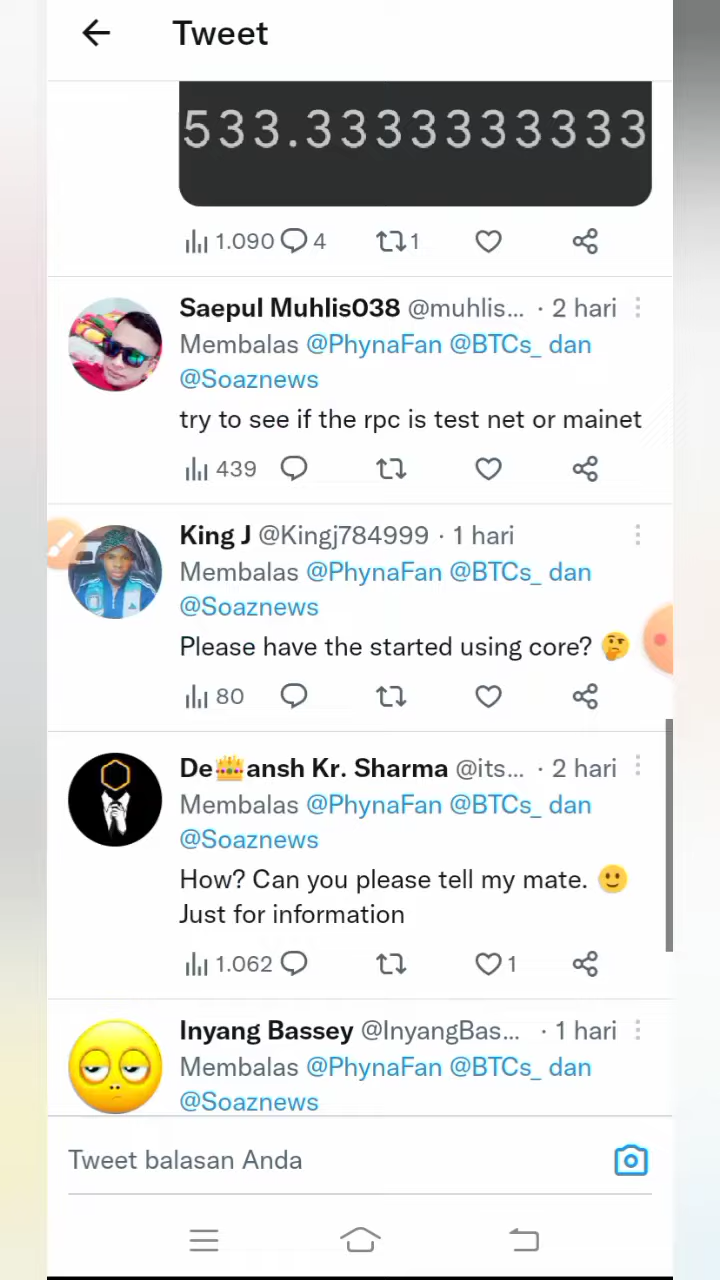 Tweet
533.3333333333
1.090 4 1
Saepul Muhlis038 @muhlis... · 2 hari
Membalas @PhynaFan @BTCs_ dan
@Soaznews
try to see if the rpc is test net or mainet
439
King J @Kingj784999 · 1 hari
Membalas @PhynaFan @BTCs_ dan
@Soaznews
Please have the started using core? 🤔
80
De👑ansh Kr. Sharma @its... · 2 hari
Membalas @PhynaFan @BTCs_ dan
@Soaznews
How? Can you please tell my mate. 🙂
Just for information
1.062 1
Inyang Bassey @InyangBas... · 1 hari
Membalas @PhynaFan @BTCs_ dan
@Soaznews
Tweet balasan Anda